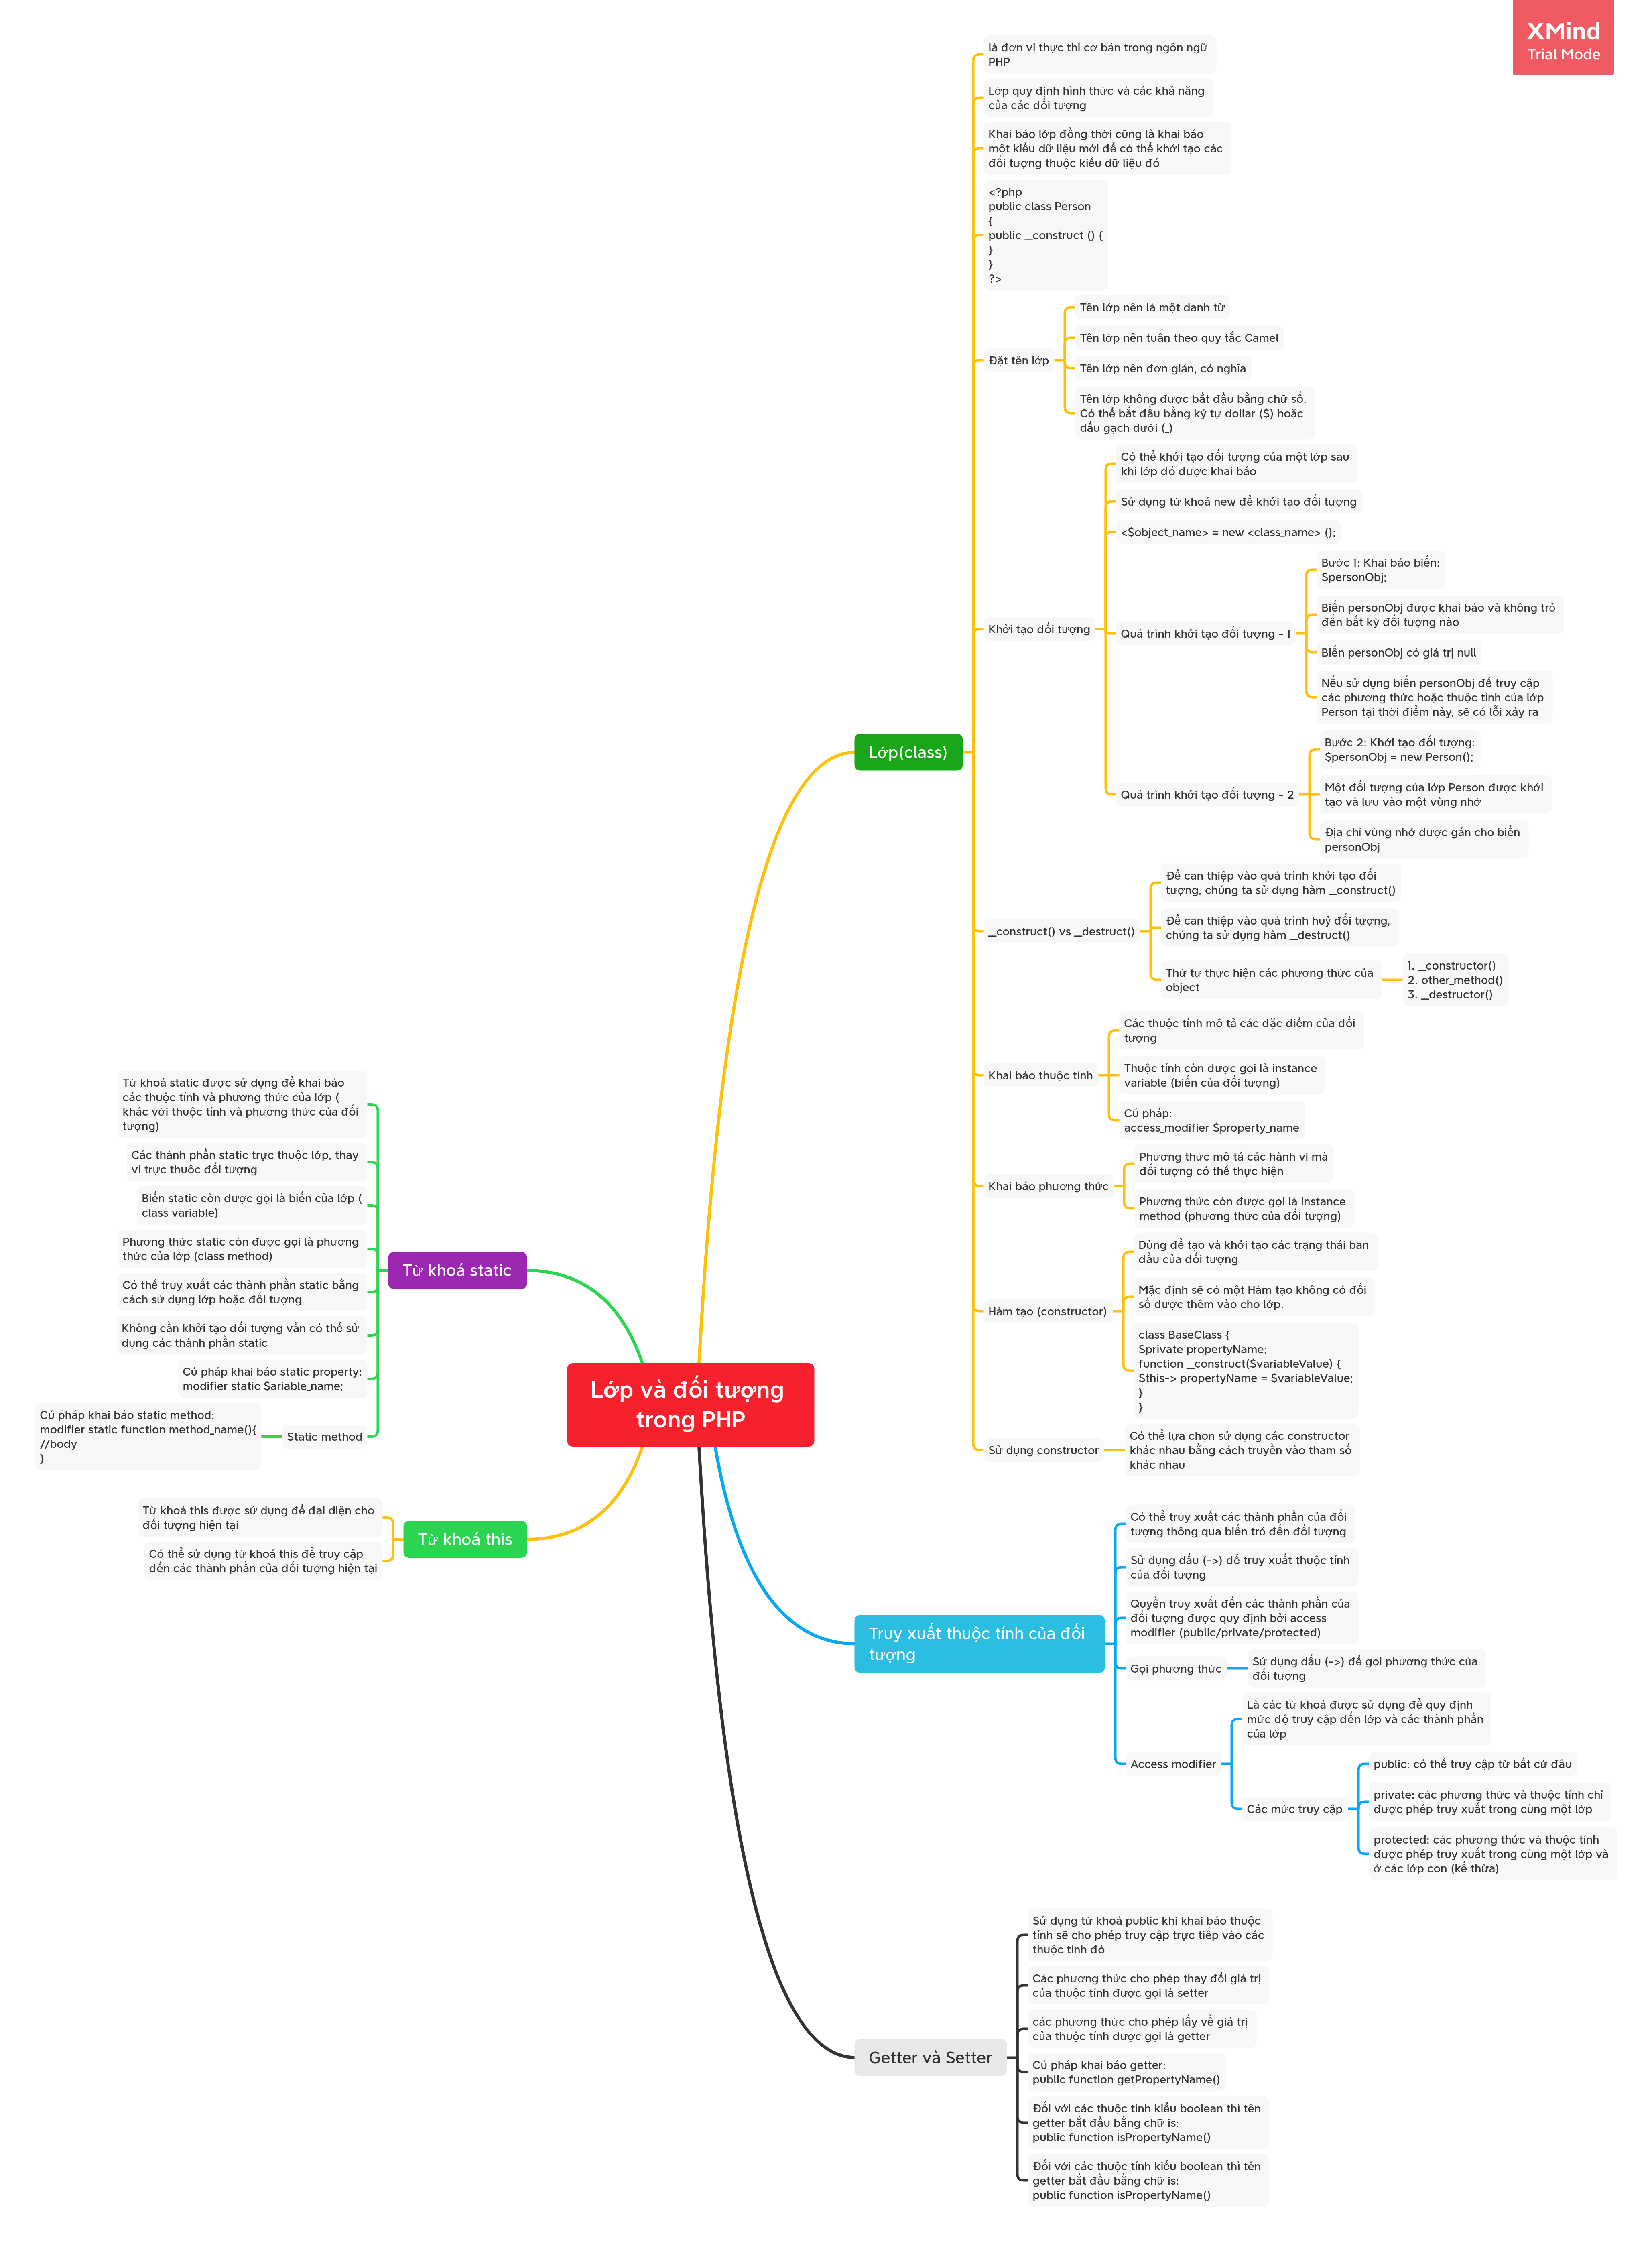 XMind
Trial Mode
Lớp và đối tượng
trong PHP
Lớp(class)
là đơn vị thực thi cơ bản trong ngôn ngữ
PHP
Lớp quy định hình thức và các khả năng
của các đối tượng
Khai báo lớp đồng thời cũng là khai báo
một kiểu dữ liệu mới để có thể khởi tạo các
đối tượng thuộc kiểu dữ liệu đó
<?php
public class Person
{
public __construct () {
}
}
?>
Đặt tên lớp
Tên lớp nên là một danh từ
Tên lớp nên tuân theo quy tắc Camel
Tên lớp nên đơn giản, có nghĩa
Tên lớp không được bắt đầu bằng chữ số.
Có thể bắt đầu bằng ký tự dollar ($) hoặc
dấu gạch dưới (_)
Khởi tạo đối tượng
Có thể khởi tạo đối tượng của một lớp sau
khi lớp đó được khai báo
Sử dụng từ khoá new để khởi tạo đối tượng
<$object_name> = new <class_name> ();
Quá trình khởi tạo đối tượng - 1
Bước 1: Khai báo biến:
$personObj;
Biến personObj được khai báo và không trỏ
đến bất kỳ đối tượng nào
Biến personObj có giá trị null
Nếu sử dụng biến personObj để truy cập
các phương thức hoặc thuộc tính của lớp
Person tại thời điểm này, sẽ có lỗi xảy ra
Quá trình khởi tạo đối tượng - 2
Bước 2: Khởi tạo đối tượng:
$personObj = new Person();
Một đối tượng của lớp Person được khởi
tạo và lưu vào một vùng nhớ
Địa chỉ vùng nhớ được gán cho biến
personObj
__construct() vs __destruct()
Để can thiệp vào quá trình khởi tạo đối
tượng, chúng ta sử dụng hàm __construct()
Để can thiệp vào quá trình huỷ đối tượng,
chúng ta sử dụng hàm __destruct()
Thứ tự thực hiện các phương thức của
object
1. __constructor()
2. other_method()
3. __destructor()
Khai báo thuộc tính
Các thuộc tính mô tả các đặc điểm của đối
tượng
Thuộc tính còn được gọi là instance
variable (biến của đối tượng)
Cú pháp:
access_modifier $property_name
Khai báo phương thức
Phương thức mô tả các hành vi mà
đối tượng có thể thực hiện
Phương thức còn được gọi là instance
method (phương thức của đối tượng)
Hàm tạo (constructor)
Dùng để tạo và khởi tạo các trạng thái ban
đầu của đối tượng
Mặc định sẽ có một Hàm tạo không có đối
số được thêm vào cho lớp.
class BaseClass {
$private propertyName;
function __construct($variableValue) {
$this-> propertyName = $variableValue;
}
}
Sử dụng constructor
Có thể lựa chọn sử dụng các constructor
khác nhau bằng cách truyền vào tham số
khác nhau
Truy xuất thuộc tính của đối
tượng
Có thể truy xuất các thành phần của đối
tượng thông qua biến trỏ đến đối tượng
Sử dụng dấu (->) để truy xuất thuộc tính
của đối tượng
Quyền truy xuất đến các thành phần của
đối tượng được quy định bởi access
modifier (public/private/protected)
Gọi phương thức
Sử dụng dấu (->) để gọi phương thức của
đối tượng
Access modifier
Là các từ khoá được sử dụng để quy định
mức độ truy cập đến lớp và các thành phần
của lớp
Các mức truy cập
public: có thể truy cập từ bất cứ đâu
private: các phương thức và thuộc tính chỉ
được phép truy xuất trong cùng một lớp
protected: các phương thức và thuộc tính
được phép truy xuất trong cùng một lớp và
ở các lớp con (kế thừa)
Getter và Setter
Sử dụng từ khoá public khi khai báo thuộc
tính sẽ cho phép truy cập trực tiếp vào các
thuộc tính đó
Các phương thức cho phép thay đổi giá trị
của thuộc tính được gọi là setter
các phương thức cho phép lấy về giá trị
của thuộc tính được gọi là getter
Cú pháp khai báo getter:
public function getPropertyName()
Đối với các thuộc tính kiểu boolean thì tên
getter bắt đầu bằng chữ is:
public function isPropertyName()
Đối với các thuộc tính kiểu boolean thì tên
getter bắt đầu bằng chữ is:
public function isPropertyName()
Từ khoá static
Từ khoá static được sử dụng để khai báo
các thuộc tính và phương thức của lớp (
khác với thuộc tính và phương thức của đối
tượng)
Các thành phần static trực thuộc lớp, thay
vì trực thuộc đối tượng
Biến static còn được gọi là biến của lớp (
class variable)
Phương thức static còn được gọi là phương
thức của lớp (class method)
Có thể truy xuất các thành phần static bằng
cách sử dụng lớp hoặc đối tượng
Không cần khởi tạo đối tượng vẫn có thể sử
dụng các thành phần static
Cú pháp khai báo static property:
modifier static $ariable_name;
Static method
Cú pháp khai báo static method:
modifier static function method_name(){
//body
}
Từ khoá this
Từ khoá this được sử dụng để đại diện cho
đối tượng hiện tại
Có thể sử dụng từ khoá this để truy cập
đến các thành phần của đối tượng hiện tại